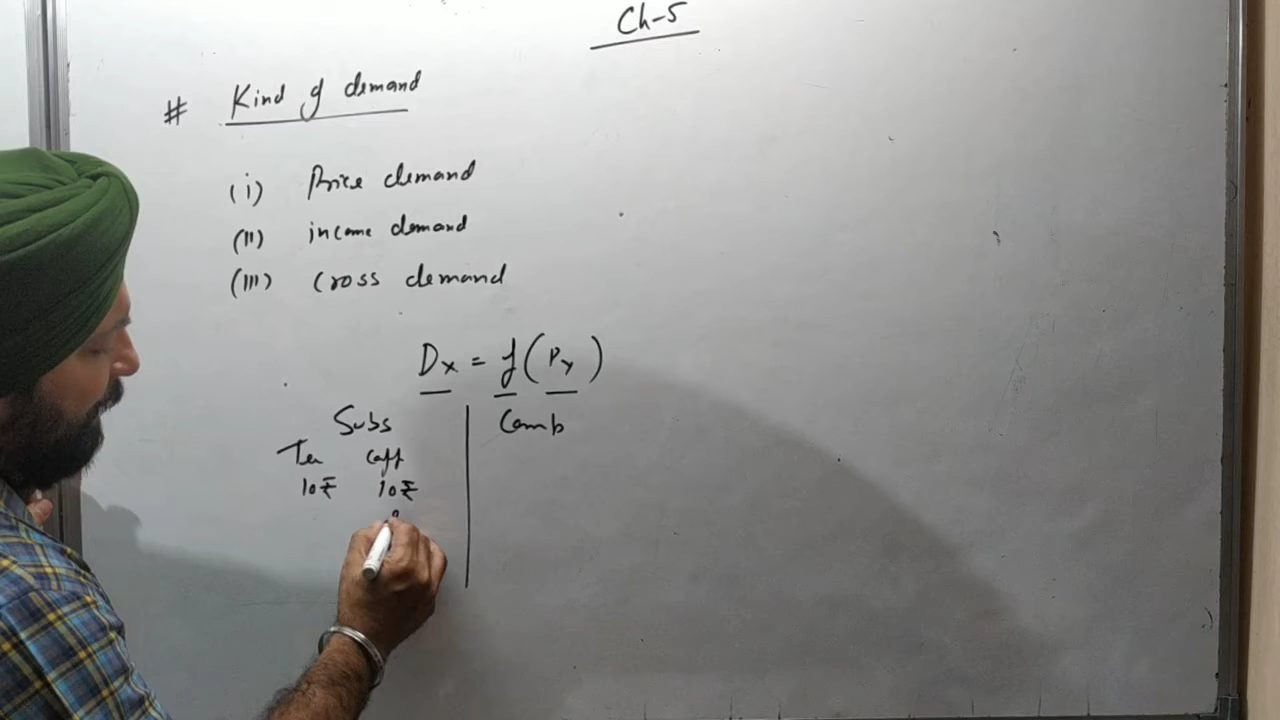 Ch-5
# Kind of demand
(i) Price demand
(ii) income demand
(iii) Cross demand
Dx = f(Py)
Subs Comp
Tea Coff
10₹ 10₹